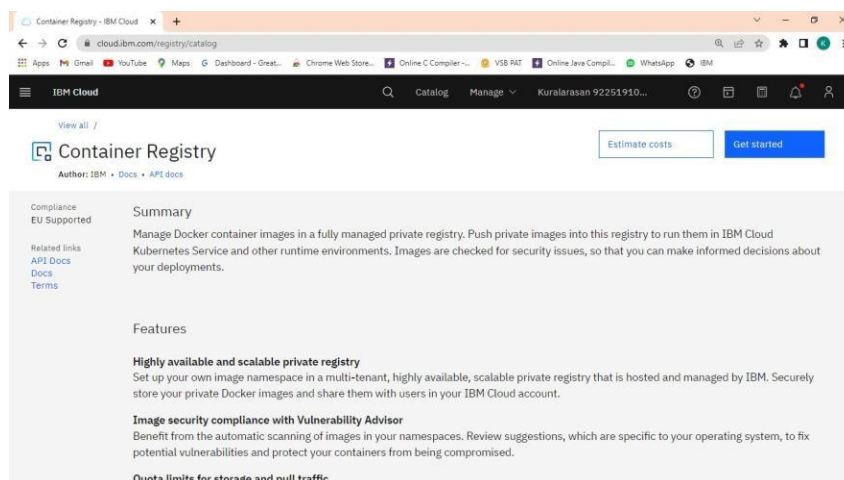 Container Registry - IBM Cloud
cloud.ibm.com/registry/catalog
Apps Gmail YouTube Maps Dashboard - Great... Chrome Web Store... Online C Compiler -... VSB PAT Online Java Compil... WhatsApp IBM
IBM Cloud Catalog Manage Kuralarasan 92251910...
View all /
Container Registry
Estimate costs Get started
Author: IBM • Docs • API docs
Compliance
EU Supported
Related links
API Docs
Docs
Terms
Summary
Manage Docker container images in a fully managed private registry. Push private images into this registry to run them in IBM Cloud
Kubernetes Service and other runtime environments. Images are checked for security issues, so that you can make informed decisions about
your deployments.
Features
Highly available and scalable private registry
Set up your own image namespace in a multi-tenant, highly available, scalable private registry that is hosted and managed by IBM. Securely
store your private Docker images and share them with users in your IBM Cloud account.
Image security compliance with Vulnerability Advisor
Benefit from the automatic scanning of images in your namespaces. Review suggestions, which are specific to your operating system, to fix
potential vulnerabilities and protect your containers from being compromised.
Quota limits for storage and pull traffic